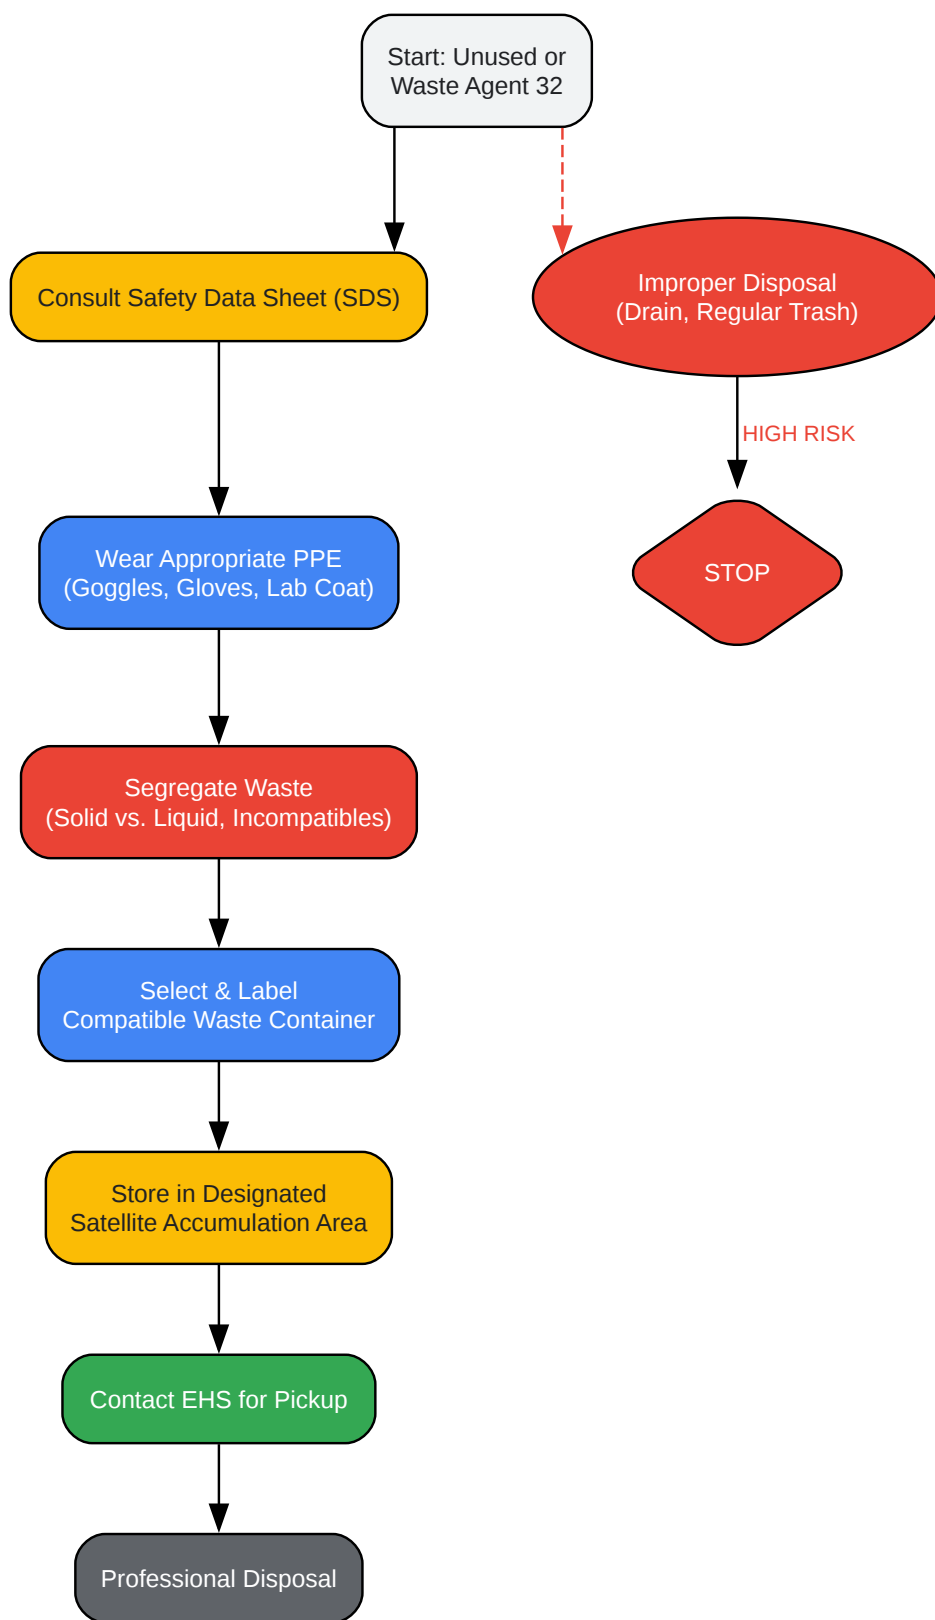 Start: Unused or
Waste Agent 32
Consult Safety Data Sheet (SDS)
Improper Disposal
(Drain, Regular Trash)
HIGH RISK
Wear Appropriate PPE
(Goggles, Gloves, Lab Coat)
STOP
Segregate Waste
(Solid vs. Liquid, Incompatibles)
Select & Label
Compatible Waste Container
Store in Designated
Satellite Accumulation Area
Contact EHS for Pickup
Professional Disposal